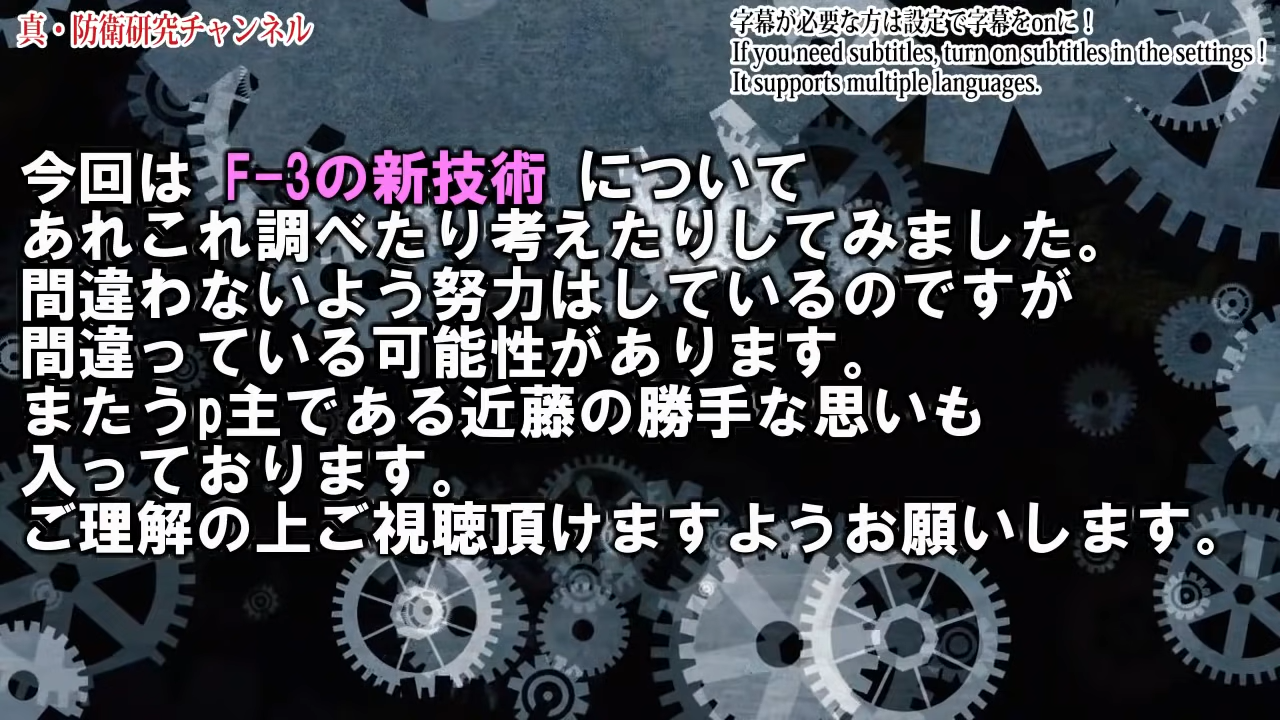 真・防衛研究チャンネル
字幕が必要な方は設定で字幕をonに！
If you need subtitles, turn on subtitles in the settings！
It supports multiple languages.
今回は F-3の新技術 について
あれこれ調べたり考えたりしてみました。
間違わないよう努力はしているのですが
間違っている可能性があります。
またうp主である近藤の勝手な思いも
入っております。
ご理解の上ご視聴頂けますようお願いします。